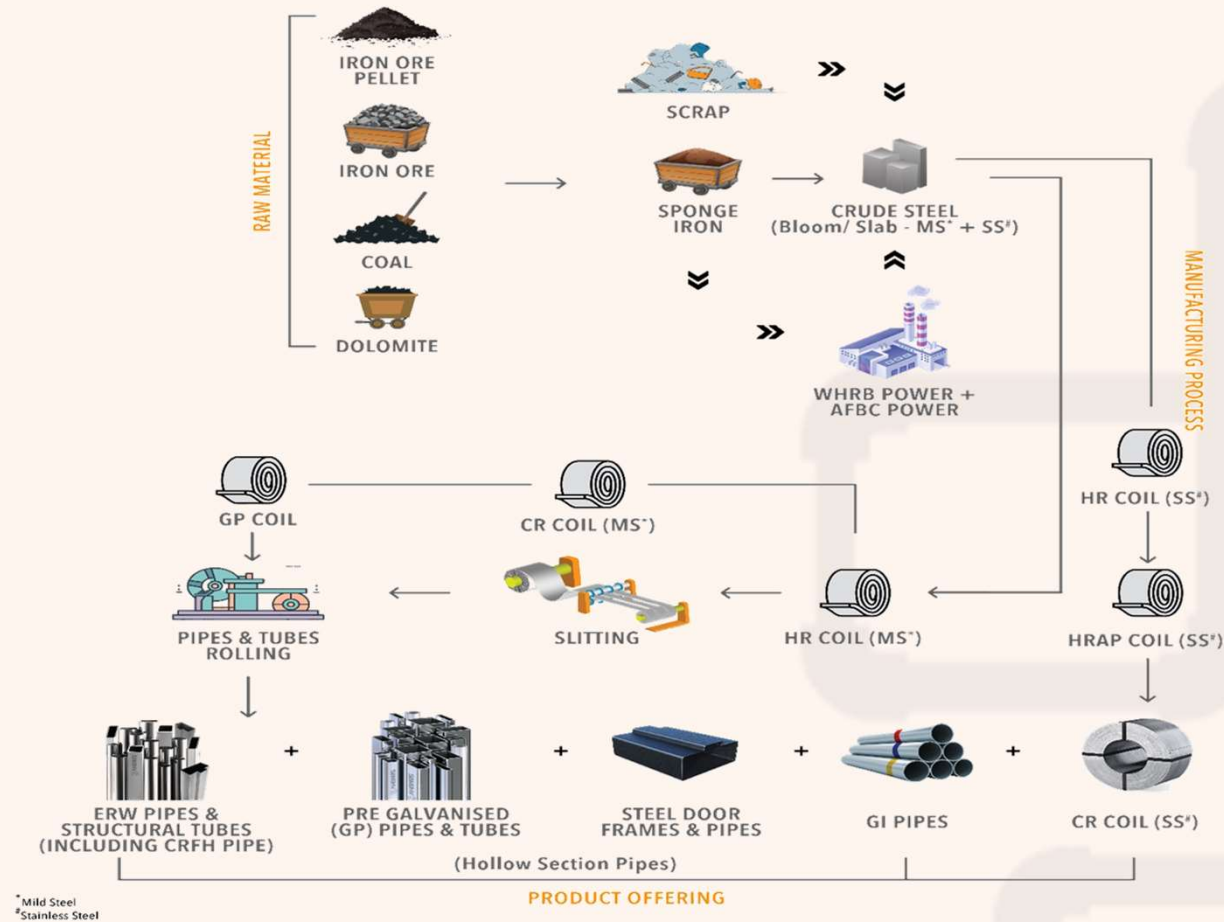 RAW MATERIAL
IRON ORE
PELLET
IRON ORE
COAL
DOLOMITE
SCRAP
SPONGE
IRON
CRUDE STEEL
(Bloom/ Slab - MS* + SS#)
WHRB POWER +
AFBC POWER
MANUFACTURING PROCESS
HR COIL (SS#)
GP COIL
CR COIL (MS*)
PIPES & TUBES
ROLLING
SLITTING
HR COIL (MS*)
HRAP COIL (SS#)
+
+
+
+
ERW PIPES &
STRUCTURAL TUBES
(INCLUDING CRFH PIPE)
PRE GALVANISED
(GP) PIPES & TUBES
STEEL DOOR
FRAMES & PIPES
GI PIPES
CR COIL (SS#)
(Hollow Section Pipes)
PRODUCT OFFERING
*Mild Steel
#Stainless Steel